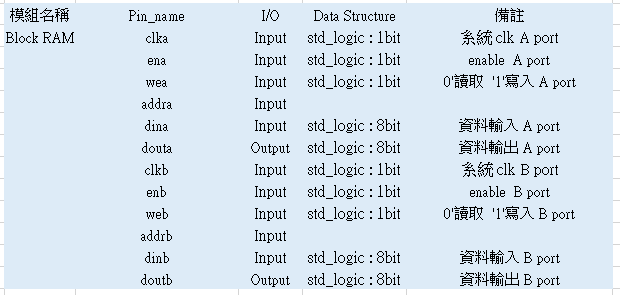 模組名稱 Pin_name I/O Data Structure 備註
Block RAM clka Input std_logic : 1bit 系統 clk A port
ena Input std_logic : 1bit enable A port
wea Input std_logic : 1bit 0'讀取 '1'寫入 A port
addra Input
dina Input std_logic : 8bit 資料輸入 A port
douta Output std_logic : 8bit 資料輸出 A port
clkb Input std_logic : 1bit 系統 clk B port
enb Input std_logic : 1bit enable B port
web Input std_logic : 1bit 0'讀取 '1'寫入 B port
addrb Input
dinb Input std_logic : 8bit 資料輸入 B port
doutb Output std_logic : 8bit 資料輸出 B port